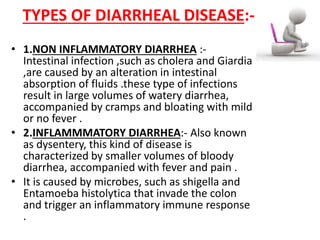 TYPES OF DIARRHEAL DISEASE:-
• 1.NON INFLAMMATORY DIARRHEA :-
Intestinal infection ,such as cholera and Giardia
,are caused by an alteration in intestinal
absorption of fluids .these type of infections
result in large volumes of watery diarrhea,
accompanied by cramps and bloating with mild
or no fever .
• 2.INFLAMMMATORY DIARRHEA:- Also known
as dysentery, this kind of disease is
characterized by smaller volumes of bloody
diarrhea, accompanied with fever and pain .
• It is caused by microbes, such as shigella and
Entamoeba histolytica that invade the colon
and trigger an inflammatory immune response
.